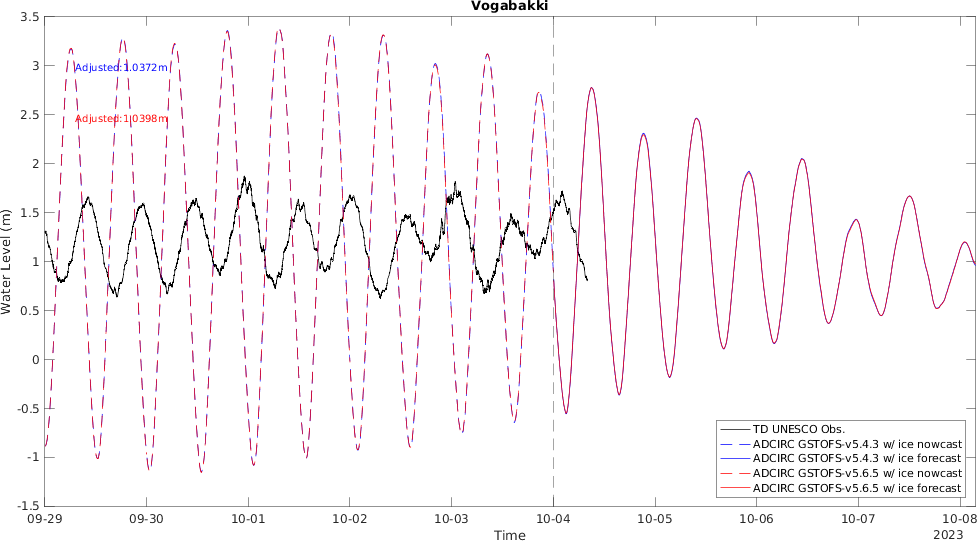 Vogabakki
3.5
3
2.5
2
1.5
1
0.5
0
-0.5
-1
-1.5
Water Level (m)
Adjusted:1.0372m
Adjusted:1.0398m
TD UNESCO Obs.
ADCIRC GSTOFS-v5.4.3 w/ ice nowcast
ADCIRC GSTOFS-v5.4.3 w/ ice forecast
ADCIRC GSTOFS-v5.6.5 w/ ice nowcast
ADCIRC GSTOFS-v5.6.5 w/ ice forecast
09-29 09-30 10-01 10-02 10-03 10-04 10-05 10-06 10-07 10-08
Time
2023